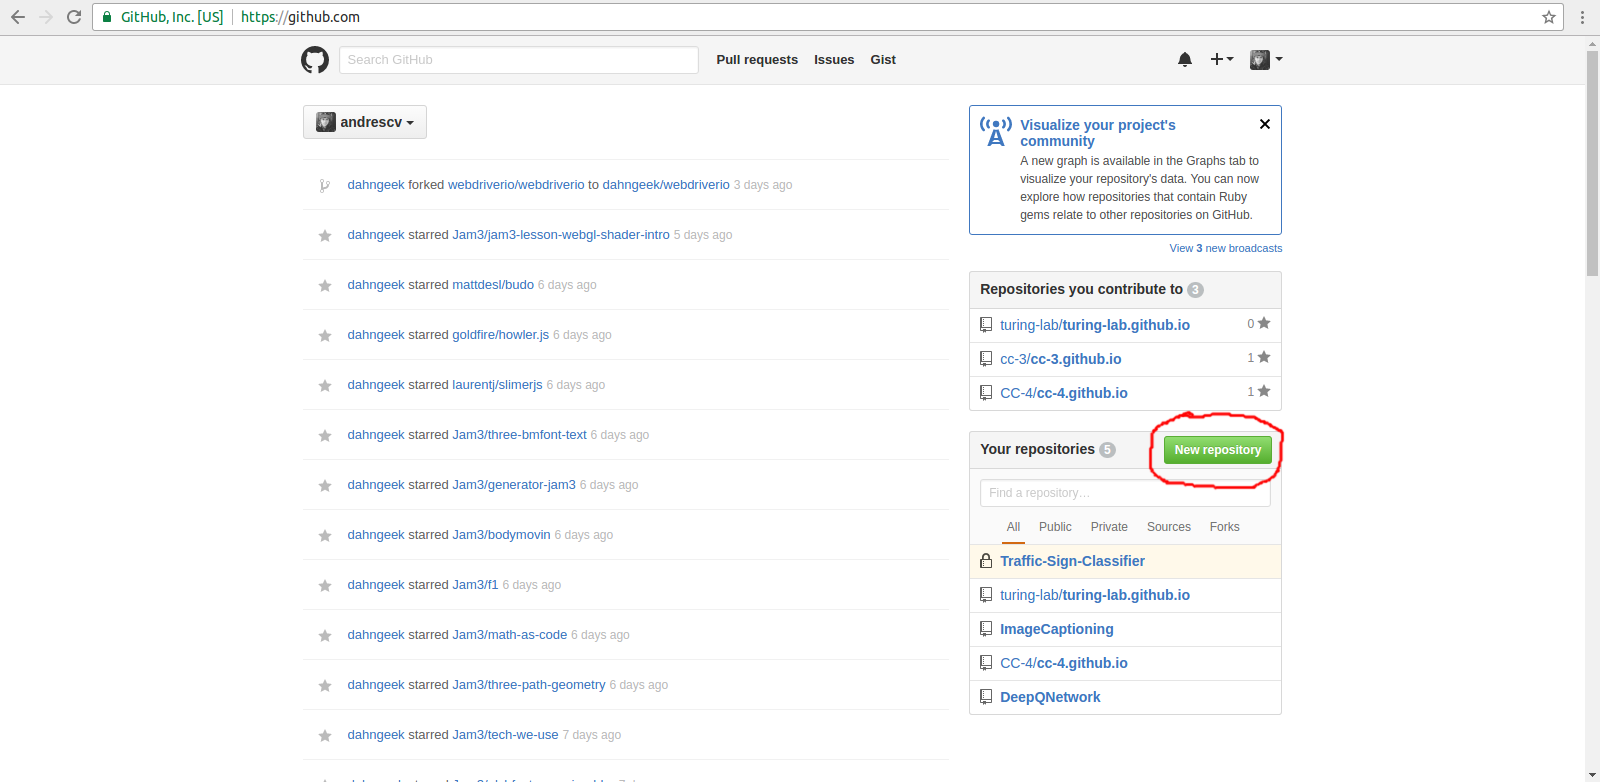 GitHub, Inc. [US] https://github.com
Search GitHub
Pull requests Issues Gist
andrescv
dahngeek forked webdriverio/webdriverio to dahngeek/webdriverio 3 days ago
dahngeek starred Jam3/jam3-lesson-webgl-shader-intro 5 days ago
dahngeek starred mattdesl/budo 6 days ago
dahngeek starred goldfire/howler.js 6 days ago
dahngeek starred laurentj/slimerjs 6 days ago
dahngeek starred Jam3/three-bmfont-text 6 days ago
dahngeek starred Jam3/generator-jam3 6 days ago
dahngeek starred Jam3/bodymovin 6 days ago
dahngeek starred Jam3/f1 6 days ago
dahngeek starred Jam3/math-as-code 6 days ago
dahngeek starred Jam3/three-path-geometry 6 days ago
dahngeek starred Jam3/tech-we-use 7 days ago
Visualize your project's
community
A new graph is available in the Graphs tab to
visualize your repository's data. You can now
explore how repositories that contain Ruby
gems relate to other repositories on GitHub.
View 3 new broadcasts
Repositories you contribute to 3
turing-lab/turing-lab.github.io 0
cc-3/cc-3.github.io 1
CC-4/cc-4.github.io 1
Your repositories 5
New repository
Find a repository…
All Public Private Sources Forks
Traffic-Sign-Classifier
turing-lab/turing-lab.github.io
ImageCaptioning
CC-4/cc-4.github.io
DeepQNetwork